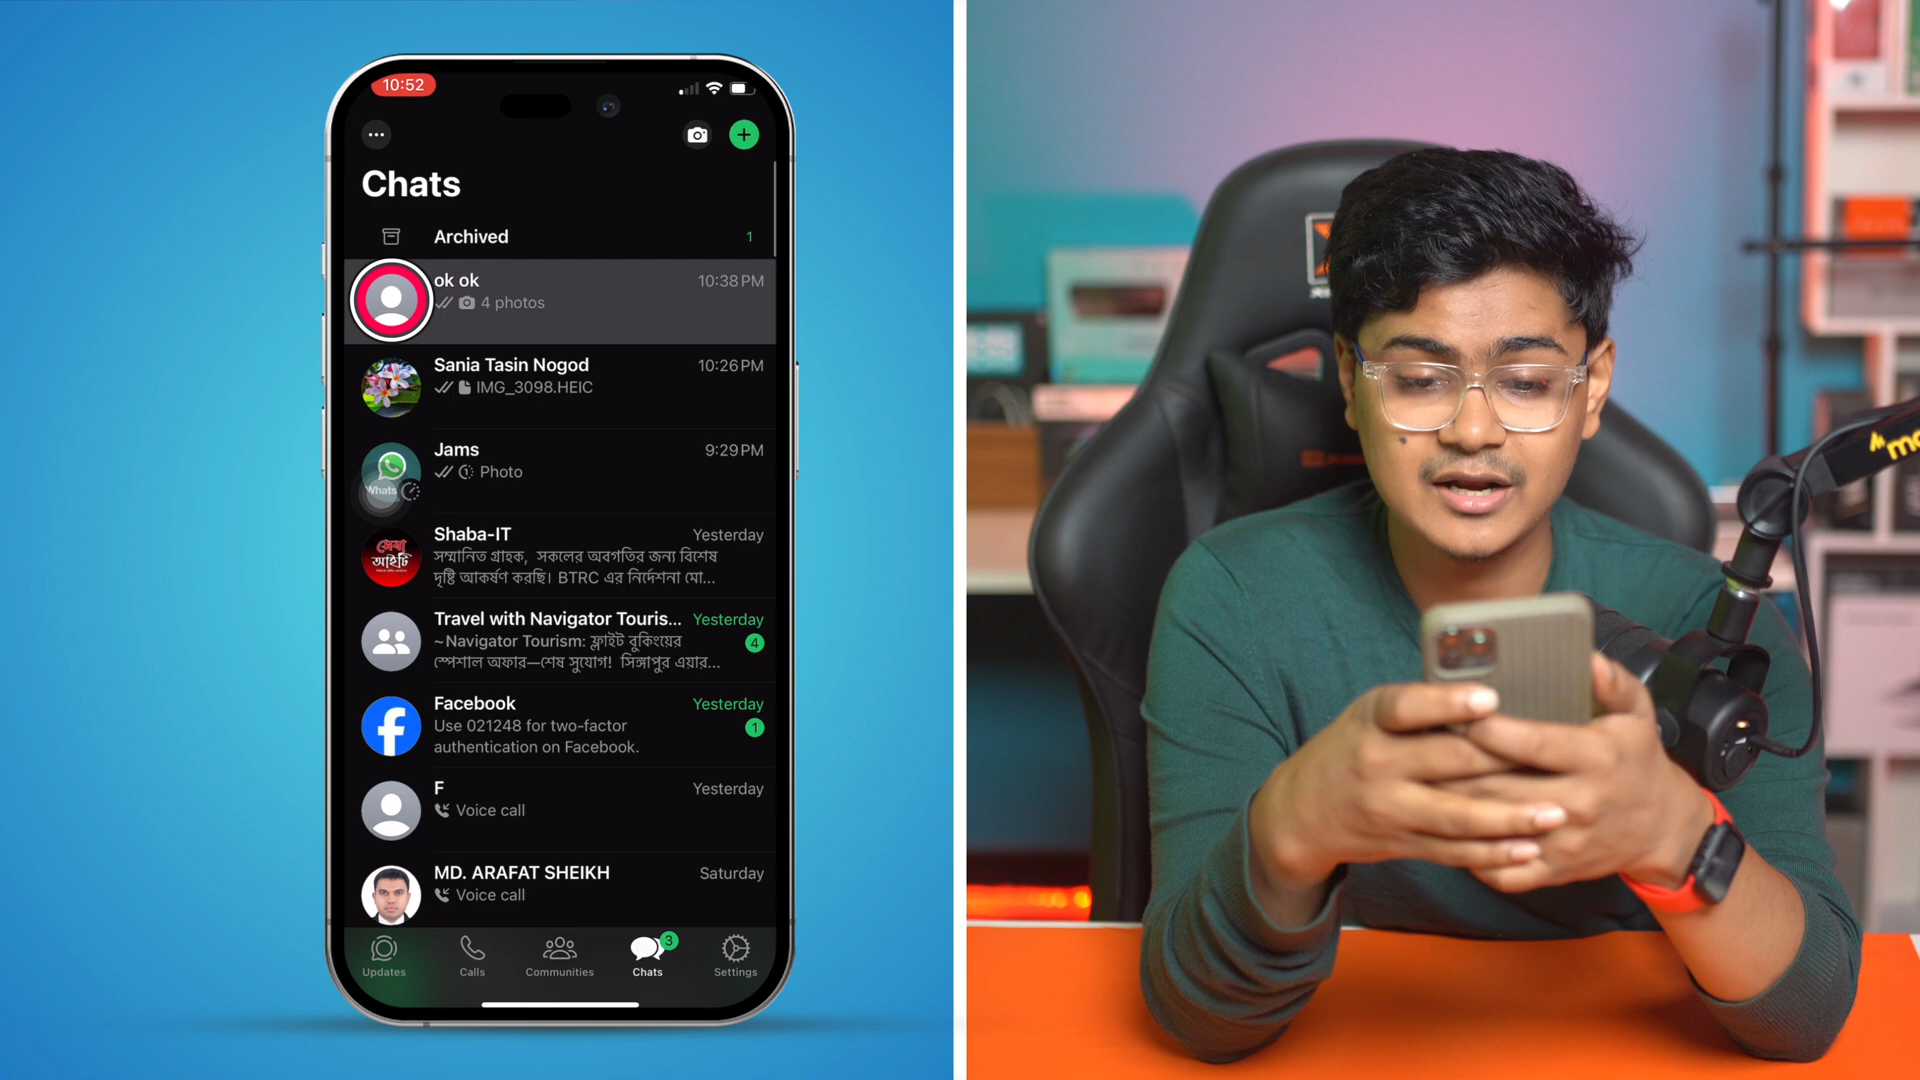 10:52
Chats
Archived
1
ok ok
10:38 PM
4 photos
Sania Tasin Nogod
10:26 PM
IMG_3098.HEIC
Jams
9:29 PM
Photo
Whats
Shaba-IT
Yesterday
সেবা
আইটি
সম্মানিত গ্রাহক, সকলের অবগতির জন্য বিশেষ
দৃষ্টি আকর্ষণ করছি। BTRC এর নির্দেশনা মো...
Travel with Navigator Touris...
Yesterday
~Navigator Tourism: ফ্লাইট বুকিংয়ের
স্পেশাল অফার—শেষ সুযোগ! সিঙ্গাপুর এয়ার...
4
Facebook
Yesterday
Use 021248 for two-factor
authentication on Facebook.
1
F
Yesterday
Voice call
MD. ARAFAT SHEIKH
Saturday
Voice call
3
Updates
Calls
Communities
Chats
Settings